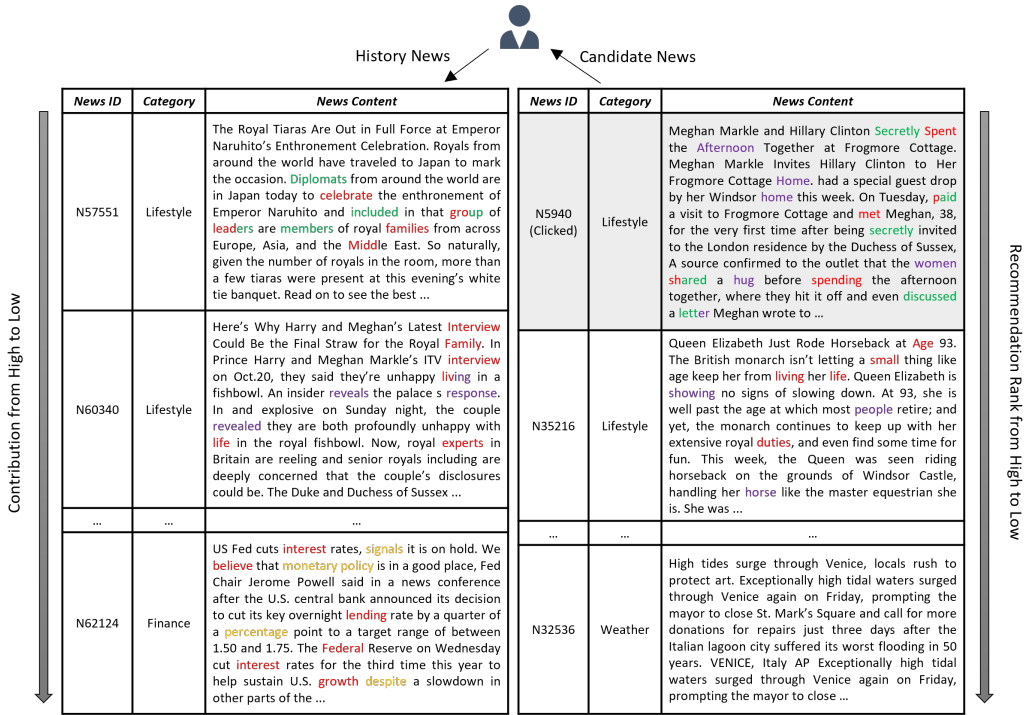 History News
Candidate News
Contribution from High to Low
News ID
Category
News Content
N57551
Lifestyle
The Royal Tiaras Are Out in Full Force at Emperor
Naruhito's Enthronement Celebration. Royals from
around the world have traveled to Japan to mark
the occasion. Diplomats from around the world are
in Japan today to celebrate the enthronement of
Emperor Naruhito and included in that group of
leaders are members of royal families from across
Europe, Asia, and the Middle East. So naturally,
given the number of royals in the room, more than
a few tiaras were present at this evening's white
tie banquet. Read on to see the best ...
N60340
Lifestyle
Here's Why Harry and Meghan's Latest Interview
Could Be the Final Straw for the Royal Family. In
Prince Harry and Meghan Markle's ITV interview
on Oct.20, they said they're unhappy living in a
fishbowl. An insider reveals the palace s response.
In and explosive on Sunday night, the couple
revealed they are both profoundly unhappy with
life in the royal fishbowl. Now, royal experts in
Britain are reeling and senior royals including are
deeply concerned that the couple's disclosures
could be. The Duke and Duchess of Sussex ...
...
...
...
N62124
Finance
US Fed cuts interest rates, signals it is on hold. We
believe that monetary policy is in a good place, Fed
Chair Jerome Powell said in a news conference
after the U.S. central bank announced its decision
to cut its key overnight lending rate by a quarter of
a percentage point to a target range of between
1.50 and 1.75. The Federal Reserve on Wednesday
cut interest rates for the third time this year to
help sustain U.S. growth despite a slowdown in
other parts of the ...
News ID
Category
News Content
N5940
(Clicked)
Lifestyle
Meghan Markle and Hillary Clinton Secretly Spent
the Afternoon Together at Frogmore Cottage.
Meghan Markle Invites Hillary Clinton to Her
Frogmore Cottage Home. had a special guest drop
by her Windsor home this week. On Tuesday, paid
a visit to Frogmore Cottage and met Meghan, 38,
for the very first time after being secretly invited
to the London residence by the Duchess of Sussex,
A source confirmed to the outlet that the women
shared a hug before spending the afternoon
together, where they hit it off and even discussed
a letter Meghan wrote to ...
N35216
Lifestyle
Queen Elizabeth Just Rode Horseback at Age 93.
The British monarch isn't letting a small thing like
age keep her from living her life. Queen Elizabeth is
showing no signs of slowing down. At 93, she is
well past the age at which most people retire; and
yet, the monarch continues to keep up with her
extensive royal duties, and even find some time for
fun. This week, the Queen was seen riding
horseback on the grounds of Windsor Castle,
handling her horse like the master equestrian she
is. She was ...
...
...
...
N32536
Weather
High tides surge through Venice, locals rush to
protect art. Exceptionally high tidal waters surged
through Venice again on Friday, prompting the
mayor to close St. Mark's Square and call for more
donations for repairs just three days after the
Italian lagoon city suffered its worst flooding in 50
years. VENICE, Italy AP Exceptionally high tidal
waters surged through Venice again on Friday,
prompting the mayor to close ...
Recommendation Rank from High to Low